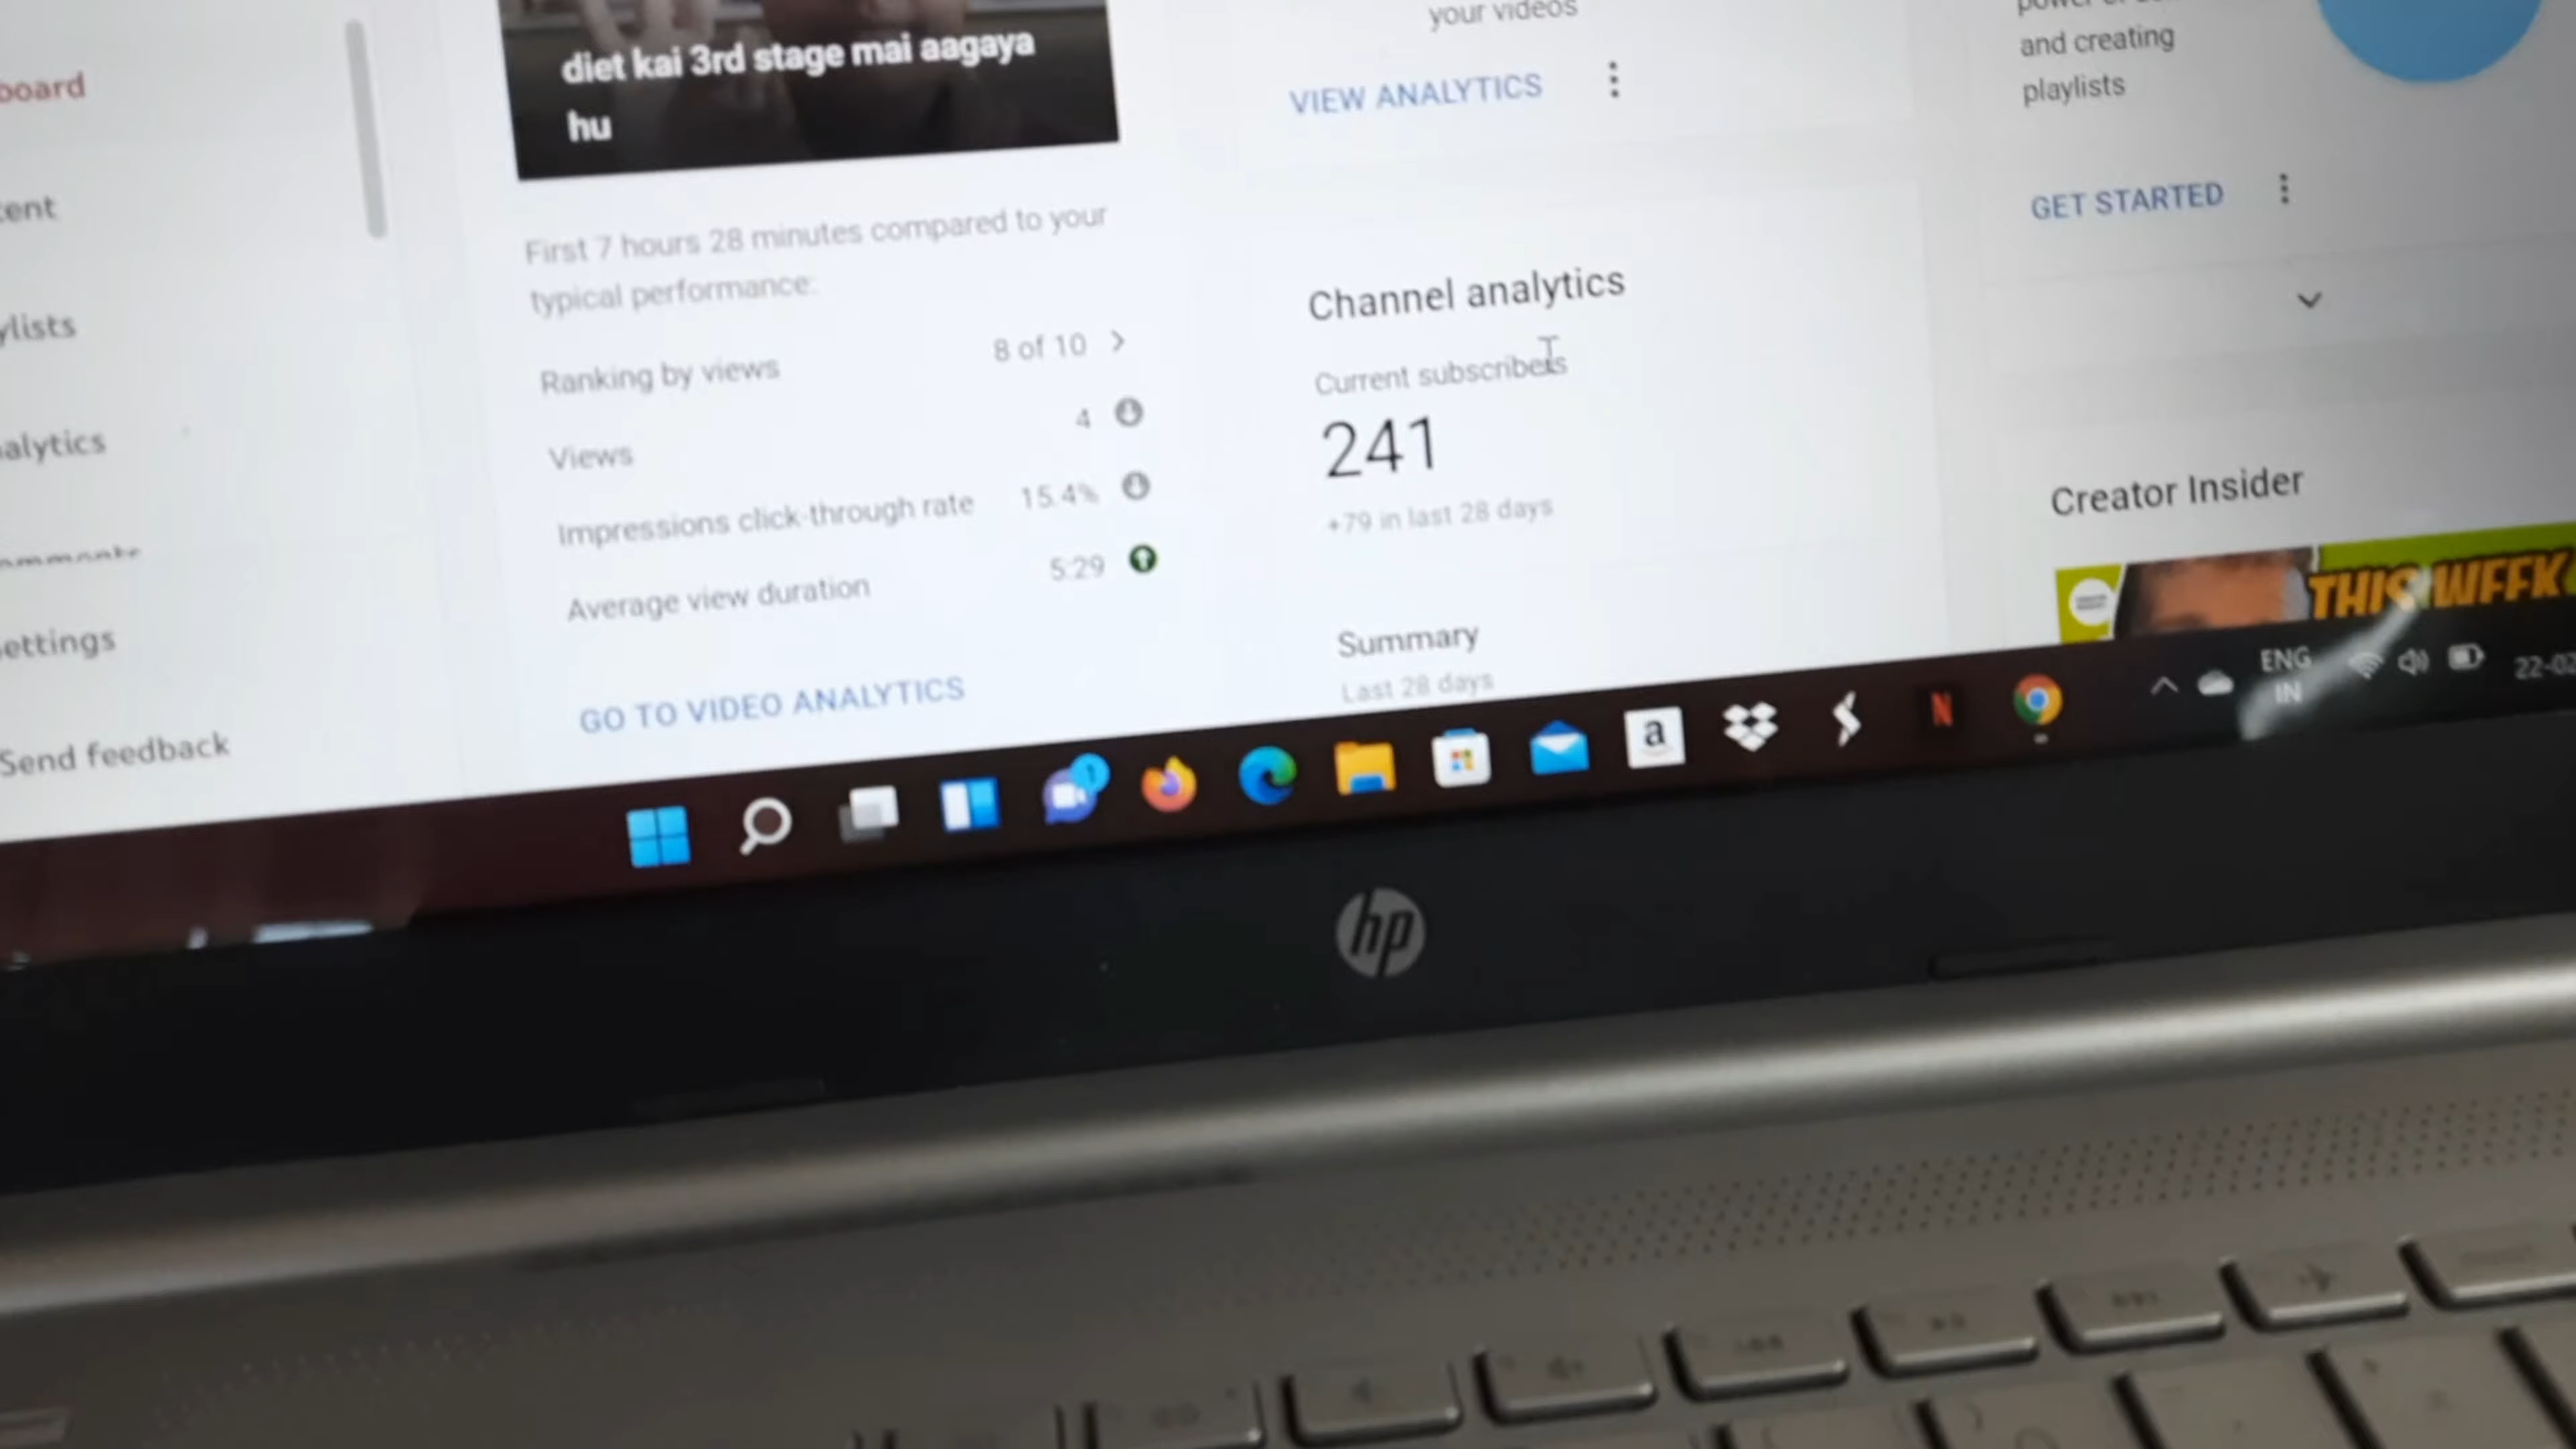 board
ent
ylists
alytics
omments
ettings
Send feedback
diet kai 3rd stage mai aagaya
hu
First 7 hours 28 minutes compared to your
typical performance:
Ranking by views 8 of 10
Views 4
Impressions click-through rate 15.4%
Average view duration 5:29
GO TO VIDEO ANALYTICS
your videos
VIEW ANALYTICS
Channel analytics
Current subscribers
241
+79 in last 28 days
Summary
Last 28 days
and creating
playlists
GET STARTED
Creator Insider
THIS WEEK
1
a
N
ENG
IN
22-02
hp